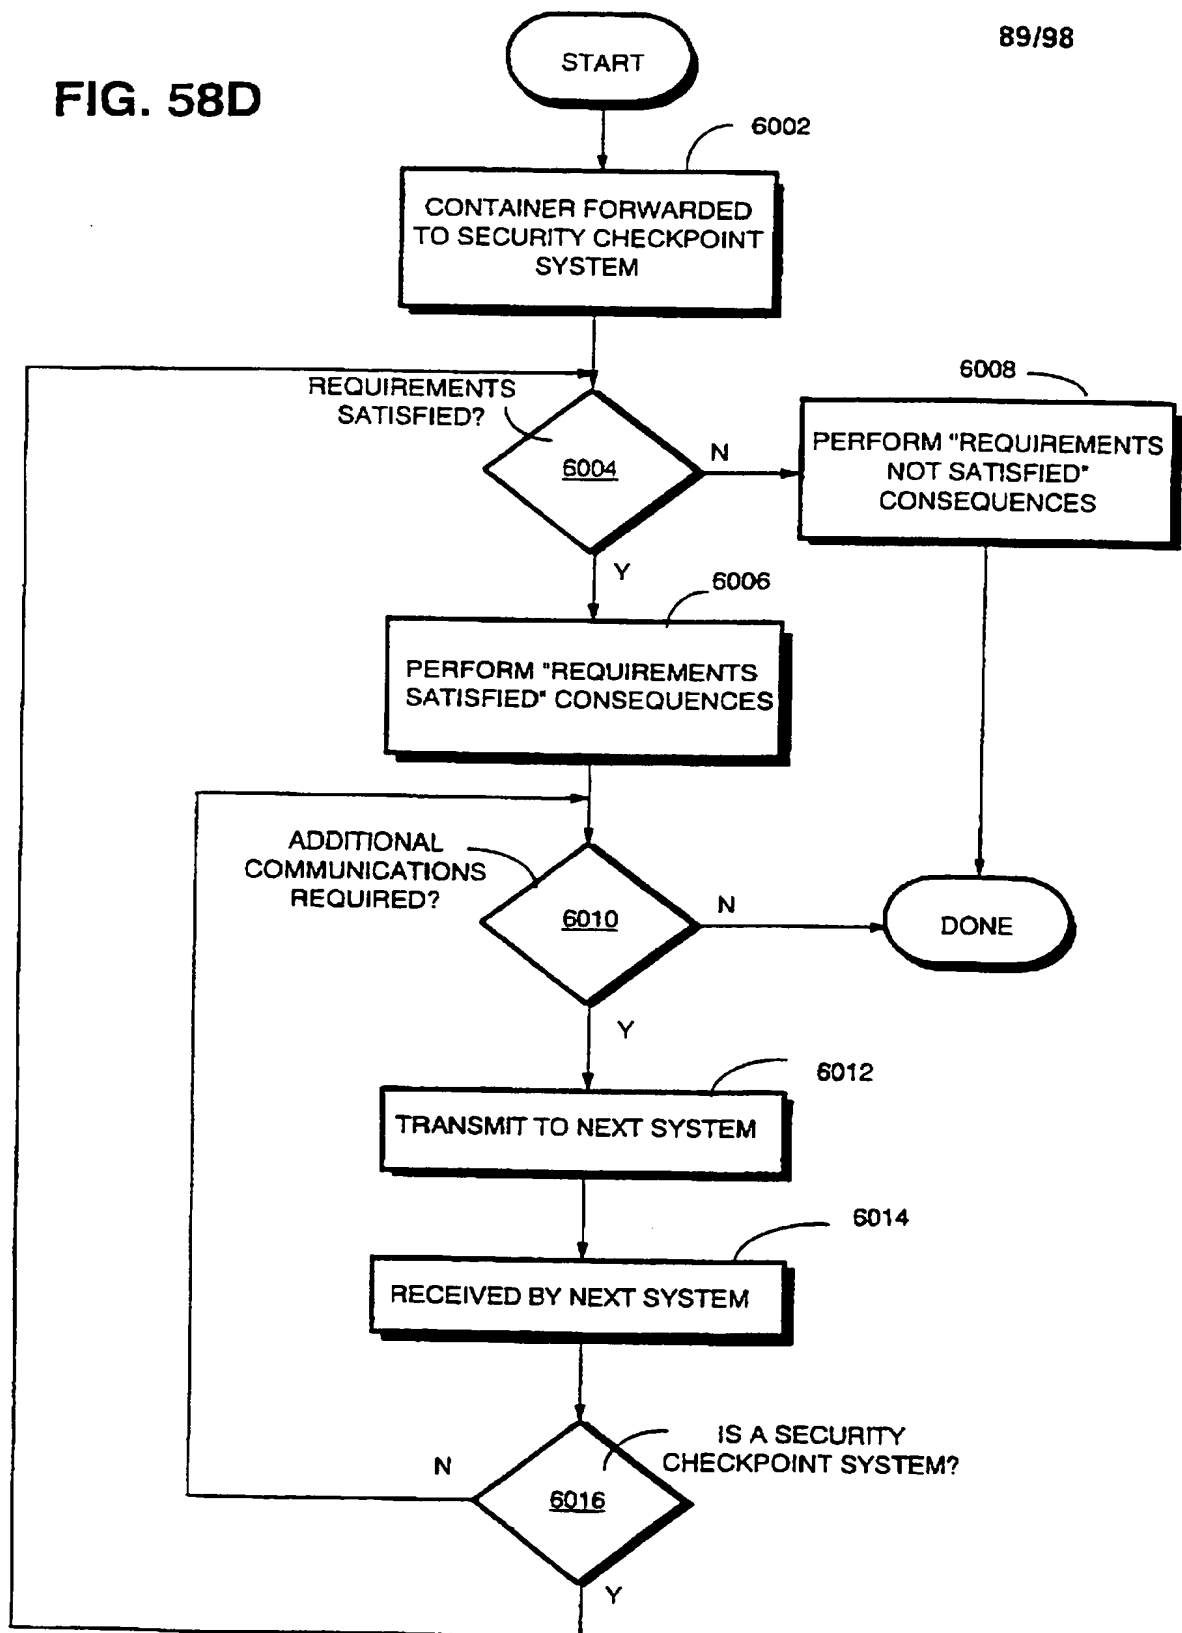 89/98
FIG. 58D
START
6002
CONTAINER FORWARDED
TO SECURITY CHECKPOINT
SYSTEM
REQUIREMENTS
SATISFIED?
6004
N
6008
PERFORM "REQUIREMENTS
NOT SATISFIED"
CONSEQUENCES
Y
6006
PERFORM "REQUIREMENTS
SATISFIED" CONSEQUENCES
ADDITIONAL
COMMUNICATIONS
REQUIRED?
6010
N
DONE
Y
6012
TRANSMIT TO NEXT SYSTEM
6014
RECEIVED BY NEXT SYSTEM
IS A SECURITY
CHECKPOINT SYSTEM?
N
6016
Y